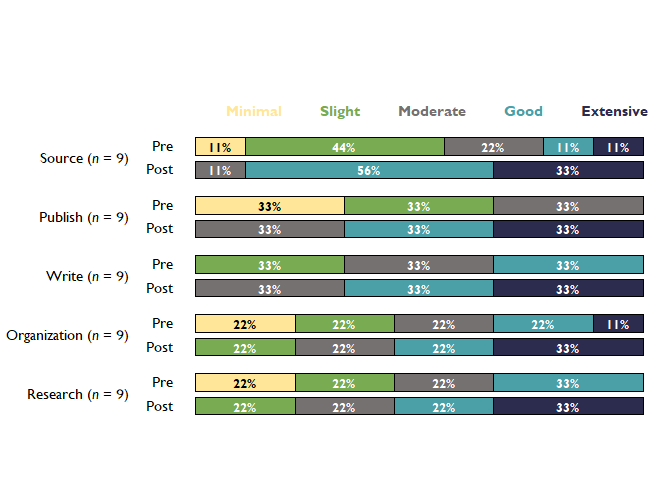 Minimal Slight Moderate Good Extensive
Source (n = 9)
Pre 11% 44% 22% 11% 11%
Post 11% 56% 33%
Publish (n = 9)
Pre 33% 33% 33%
Post 33% 33% 33%
Write (n = 9)
Pre 33% 33% 33%
Post 33% 33% 33%
Organization (n = 9)
Pre 22% 22% 22% 22% 11%
Post 22% 22% 22% 33%
Research (n = 9)
Pre 22% 22% 22% 33%
Post 22% 22% 22% 33%